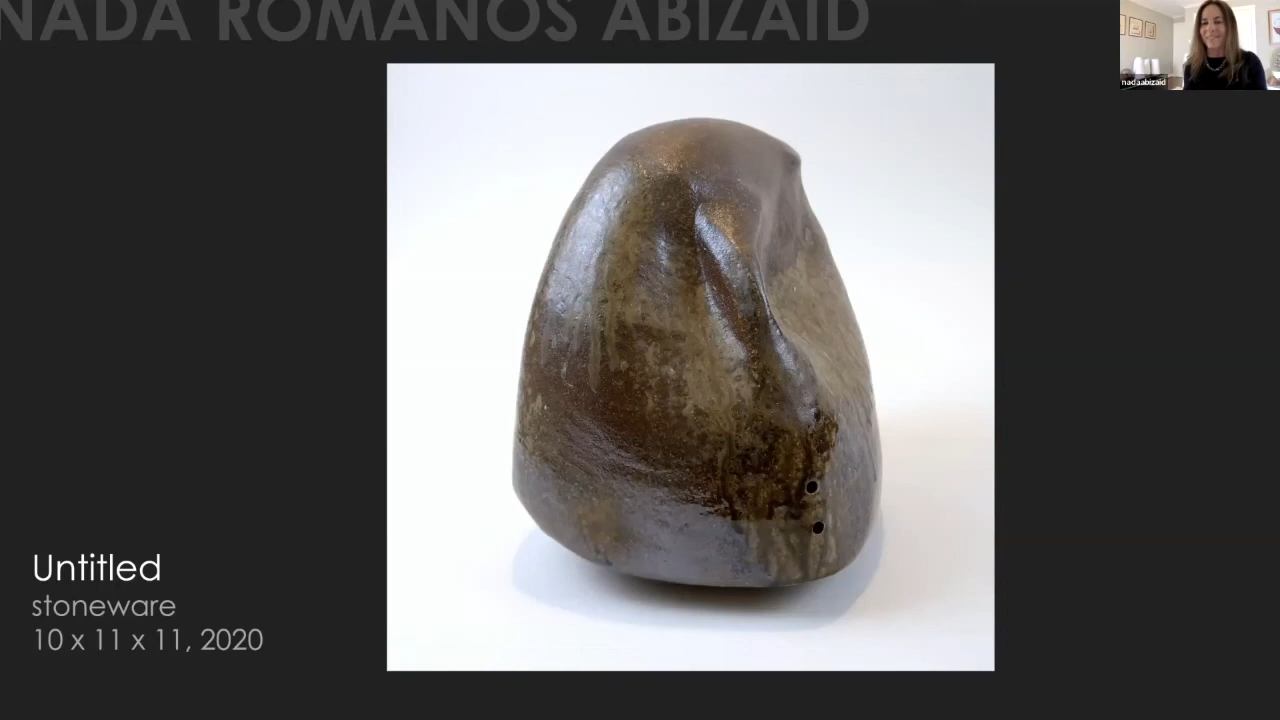 NADA ROMANOS ABIZAID
nadaabizaid
Untitled
stoneware
10 x 11 x 11, 2020